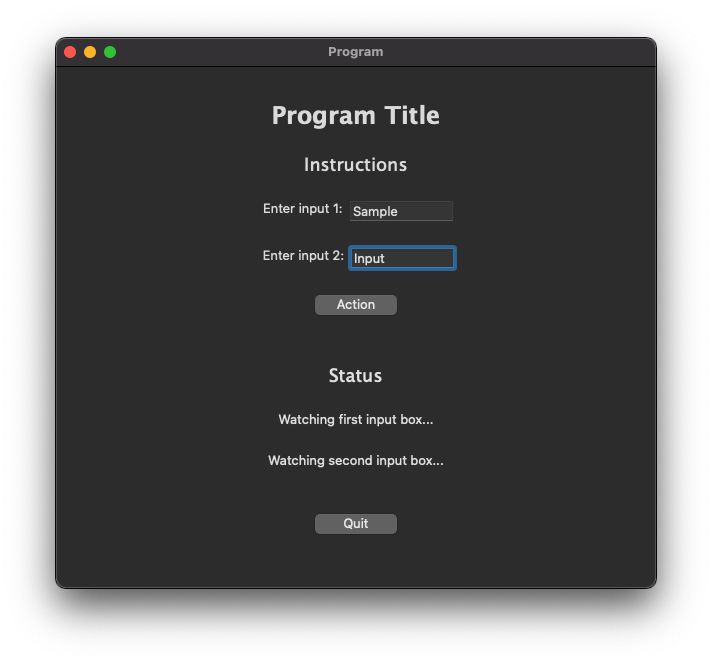 Program
Program Title
Instructions
Enter input 1: Sample
Enter input 2: Input
Action
Status
Watching first input box...
Watching second input box...
Quit